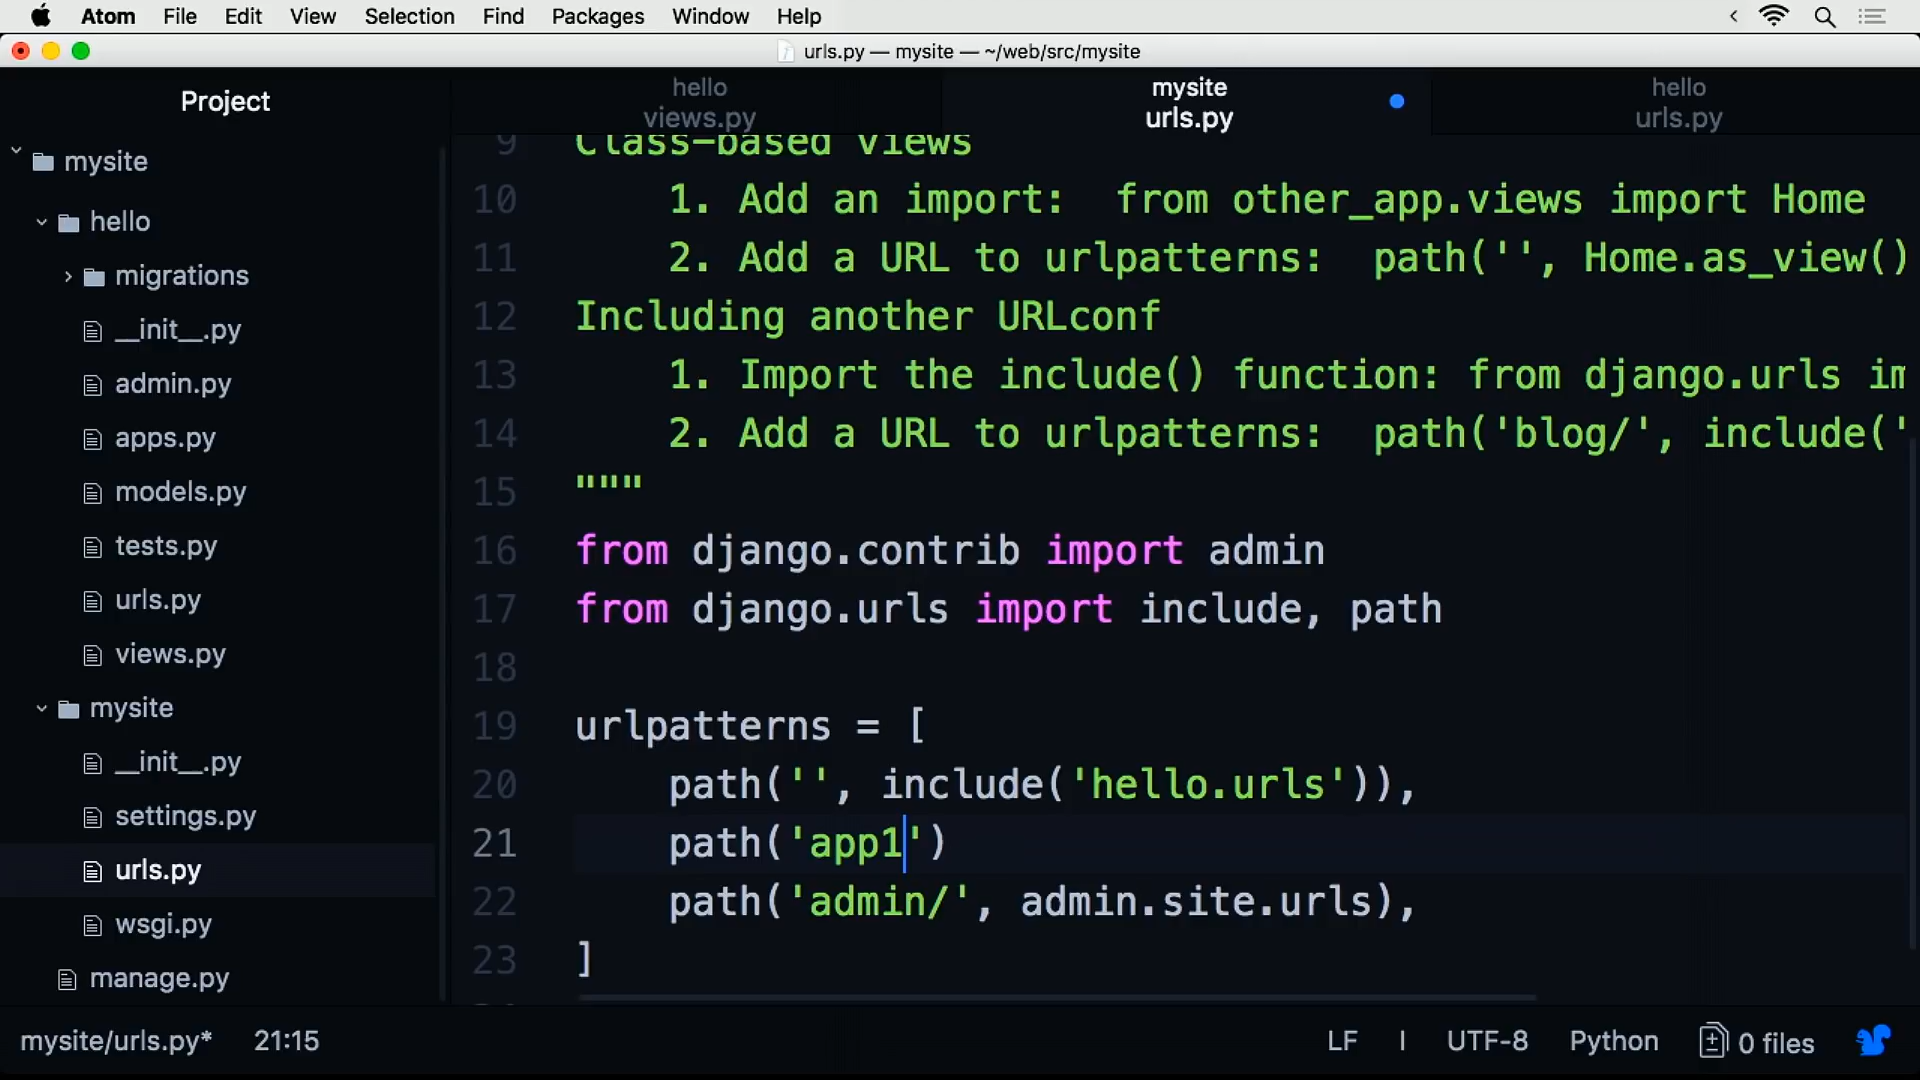 Atom File Edit View Selection Find Packages Window Help
urls.py — mysite — ~/web/src/mysite
Project
hello
views.py
mysite
urls.py
hello
urls.py
mysite
hello
migrations
__init__.py
admin.py
apps.py
models.py
tests.py
urls.py
views.py
mysite
__init__.py
settings.py
urls.py
wsgi.py
manage.py
9 Class-based views
10 1. Add an import:  from other_app.views import Home
11 2. Add a URL to urlpatterns:  path('', Home.as_view()
12 Including another URLconf
13 1. Import the include() function: from django.urls im
14 2. Add a URL to urlpatterns:  path('blog/', include('
15 """
16 from django.contrib import admin
17 from django.urls import include, path
18
19 urlpatterns = [
20 path('', include('hello.urls')),
21 path('app1')
22 path('admin/', admin.site.urls),
23 ]
mysite/urls.py* 21:15 LF I UTF-8 Python 0 files